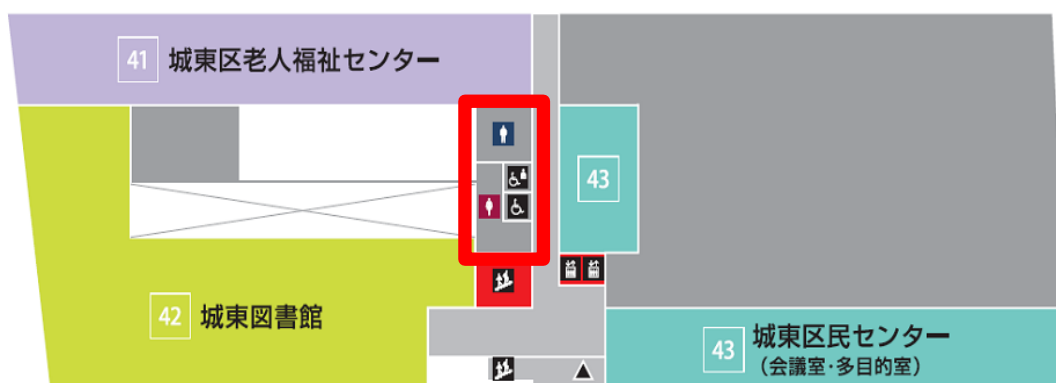 41 城東区老人福祉センター
43
42 城東図書館
43 城東区民センター
(会議室・多目的室)